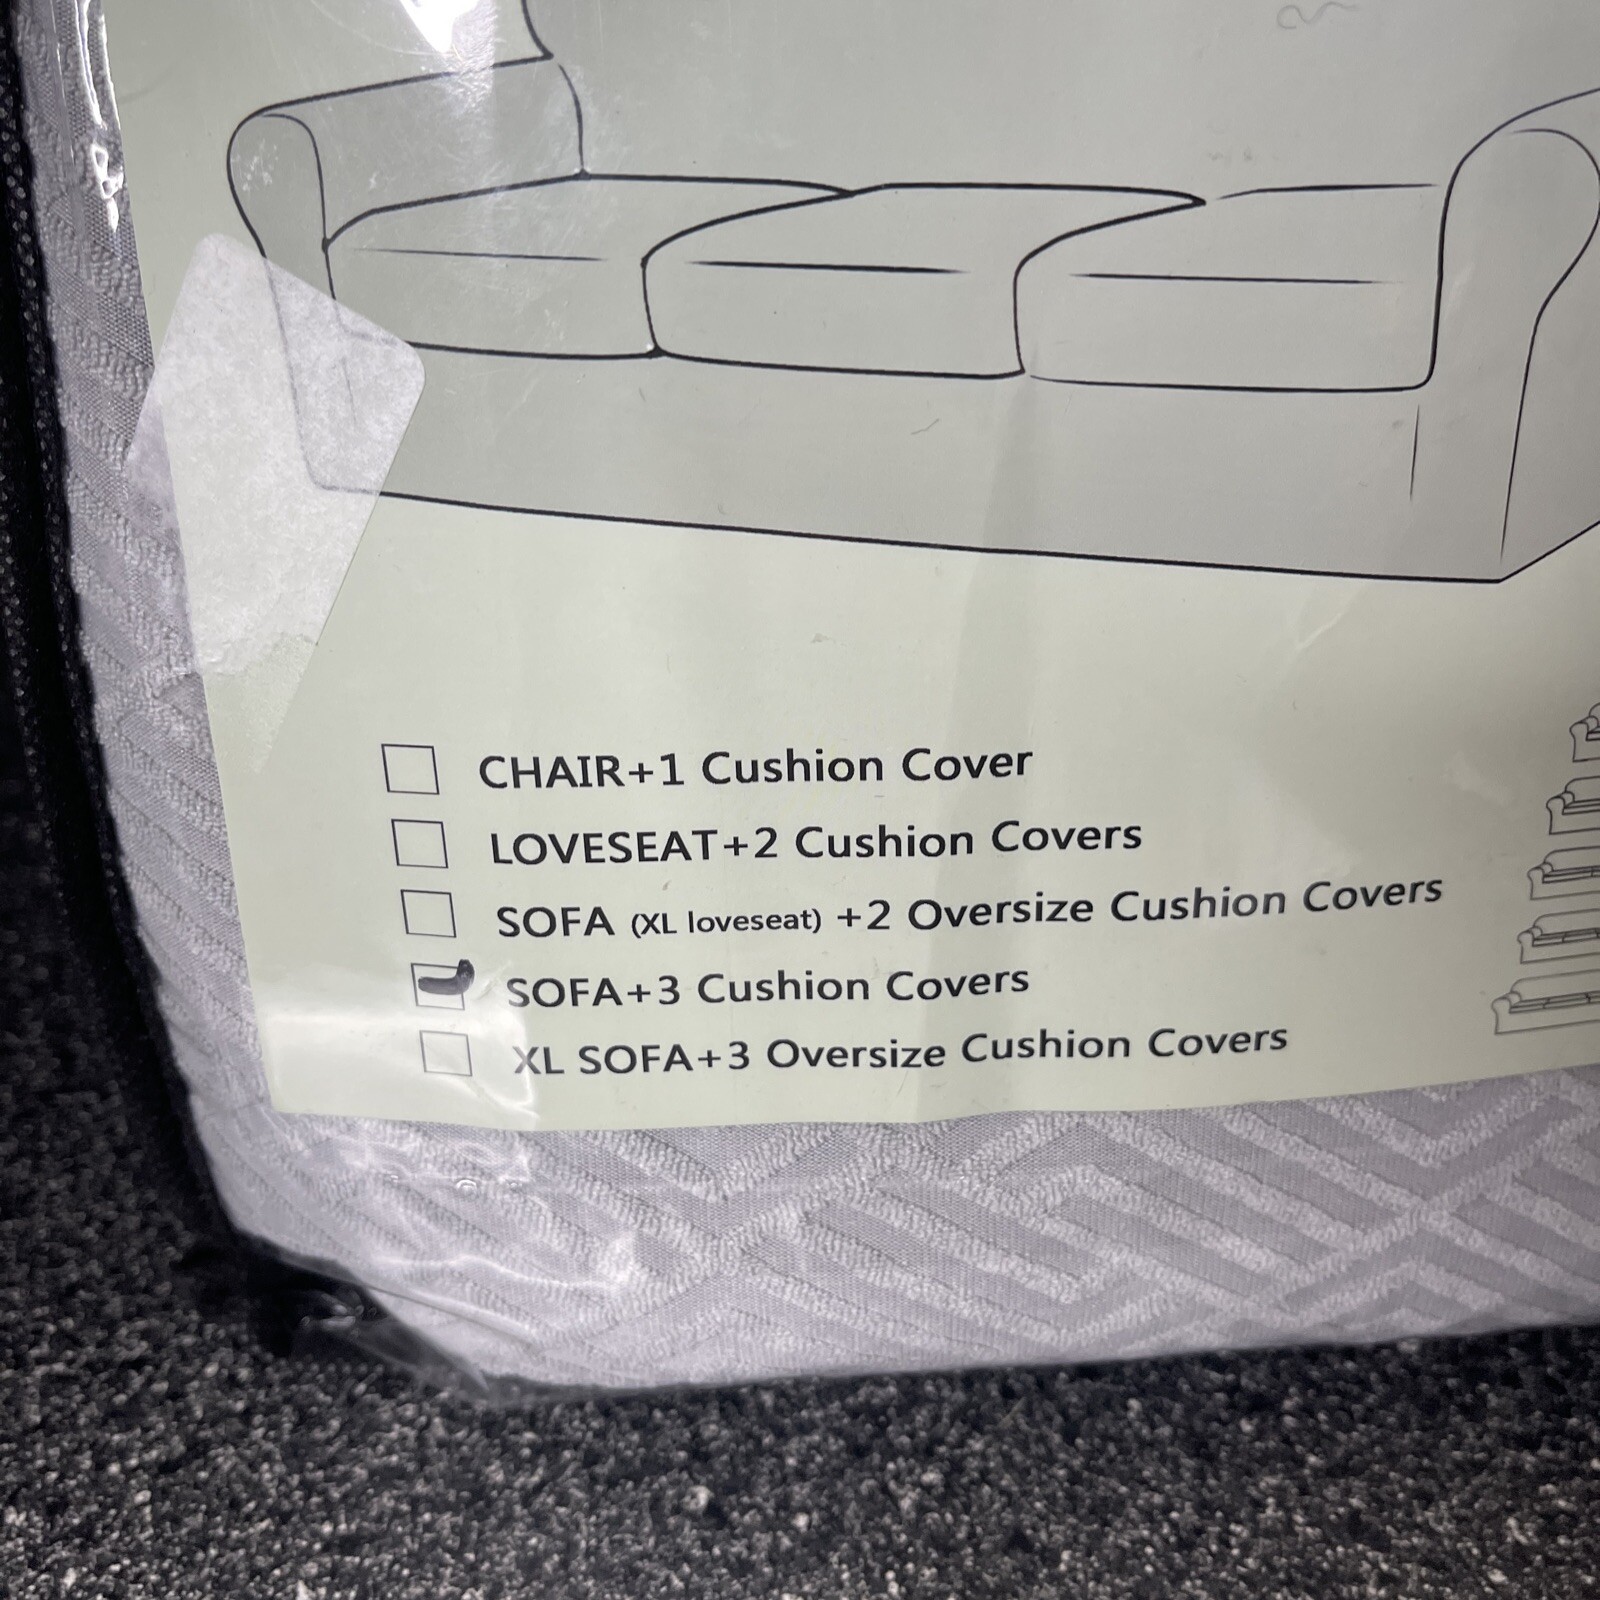 CHAIR+1 Cushion Cover
LOVESEAT+2 Cushion Covers
SOFA (XL loveseat) +2 Oversize Cushion Covers
SOFA+3 Cushion Covers
XL SOFA+3 Oversize Cushion Covers